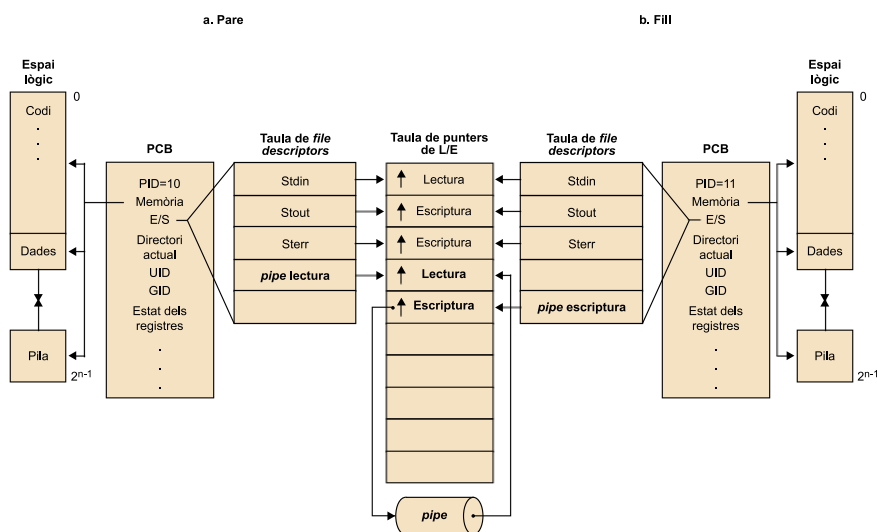 a. Pare
b. Fill
Espai
lògic
0
Codi
.
.
.
Dades
Pila
2n-1
PCB
PID=10
Memòria
E/S
Directori
actual
UID
GID
Estat dels
registres
.
.
.
Taula de file
descriptors
Stdin
Stout
Sterr
pipe lectura
Taula de punters
de L/E
Lectura
Escriptura
Escriptura
Lectura
Escriptura
pipe
Taula de file
descriptors
Stdin
Stout
Sterr
pipe escriptura
PCB
PID=11
Memòria
E/S
Directori
actual
UID
GID
Estat dels
registres
.
.
.
Espai
lògic
0
Codi
.
.
.
Dades
Pila
2n-1